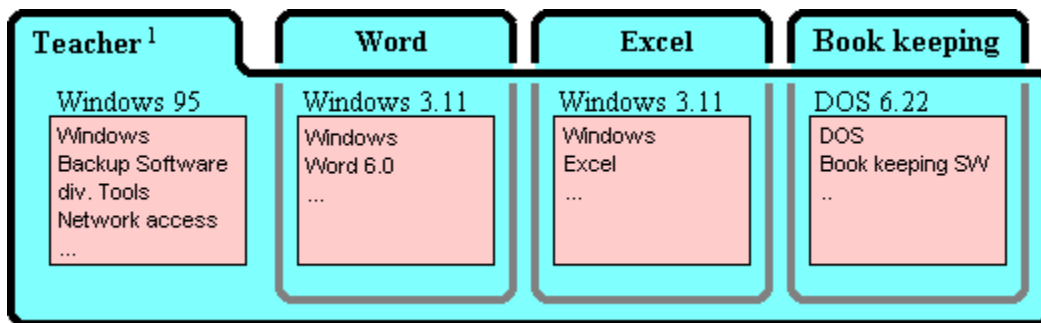 Teacher 1
Windows 95
Windows
Backup Software
div. Tools
Network access
...
Word
Windows 3.11
Windows
Word 6.0
...
Excel
Windows 3.11
Windows
Excel
...
Book keeping
DOS 6.22
DOS
Book keeping SW
..